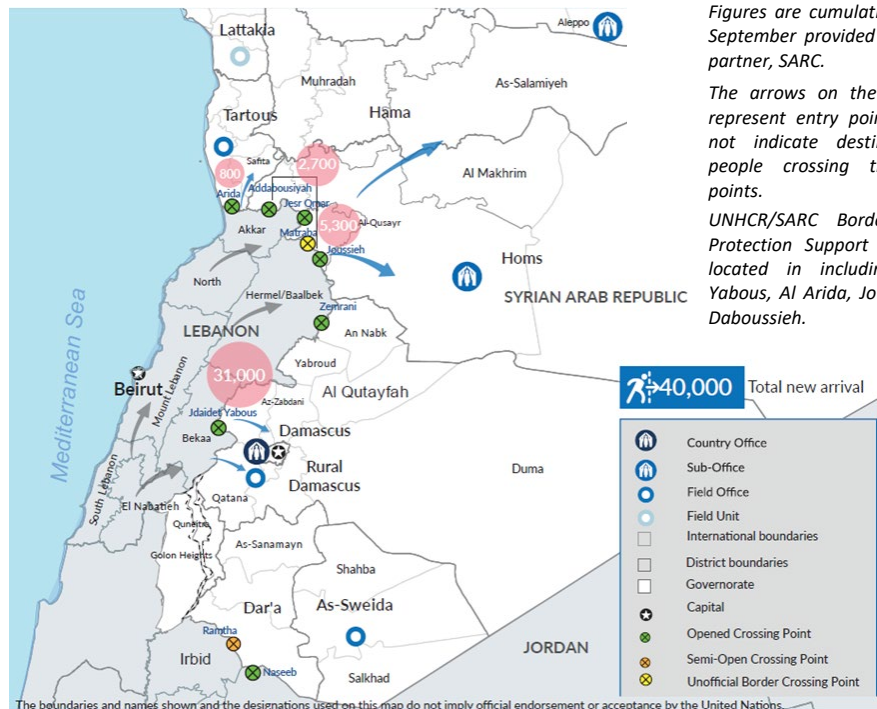 Figures are cumulati
September provided
partner, SARC.
The arrows on the
represent entry poin
not indicate destin
people crossing t
points.
UNHCR/SARC Borde
Protection Support
located in includin
Yabous, Al Arida, Jo
Daboussieh.
Aleppo
Lattakia
Muhradah
As-Salamiyeh
Hama
Tartous
Safita
2,700
800
Addabousiyah
Al Makhrim
Arida
Jesr Qmer
5,300
Al-Qusayr
Akkar
Matraba
Joussieh
Homs
North
SYRIAN ARAB REPUBLIC
Hermel/Baalbek
Zemrani
LEBANON
An Nabk
Mediterranean Sea
Yabroud
31,000
Beirut
Mount Lebanon
Az-Zabdani
Al Qutayfah
40,000
Total new arrival
Jdaidet Yabous
Bekaa
Damascus
Rural
Damascus
Duma
South Lebanon
El Nabatieh
Qatana
Quneitra
Golon Heights
As-Sanamayn
Shahba
Dar'a
As-Sweida
Ramtha
Irbid
Naseeb
Salkhad
JORDAN
Country Office
Sub-Office
Field Office
Field Unit
International boundaries
District boundaries
Governorate
Capital
Opened Crossing Point
Semi-Open Crossing Point
Unofficial Border Crossing Point
The boundaries and names shown and the designations used on this map do not imply official endorsement or acceptance by the United Nations.